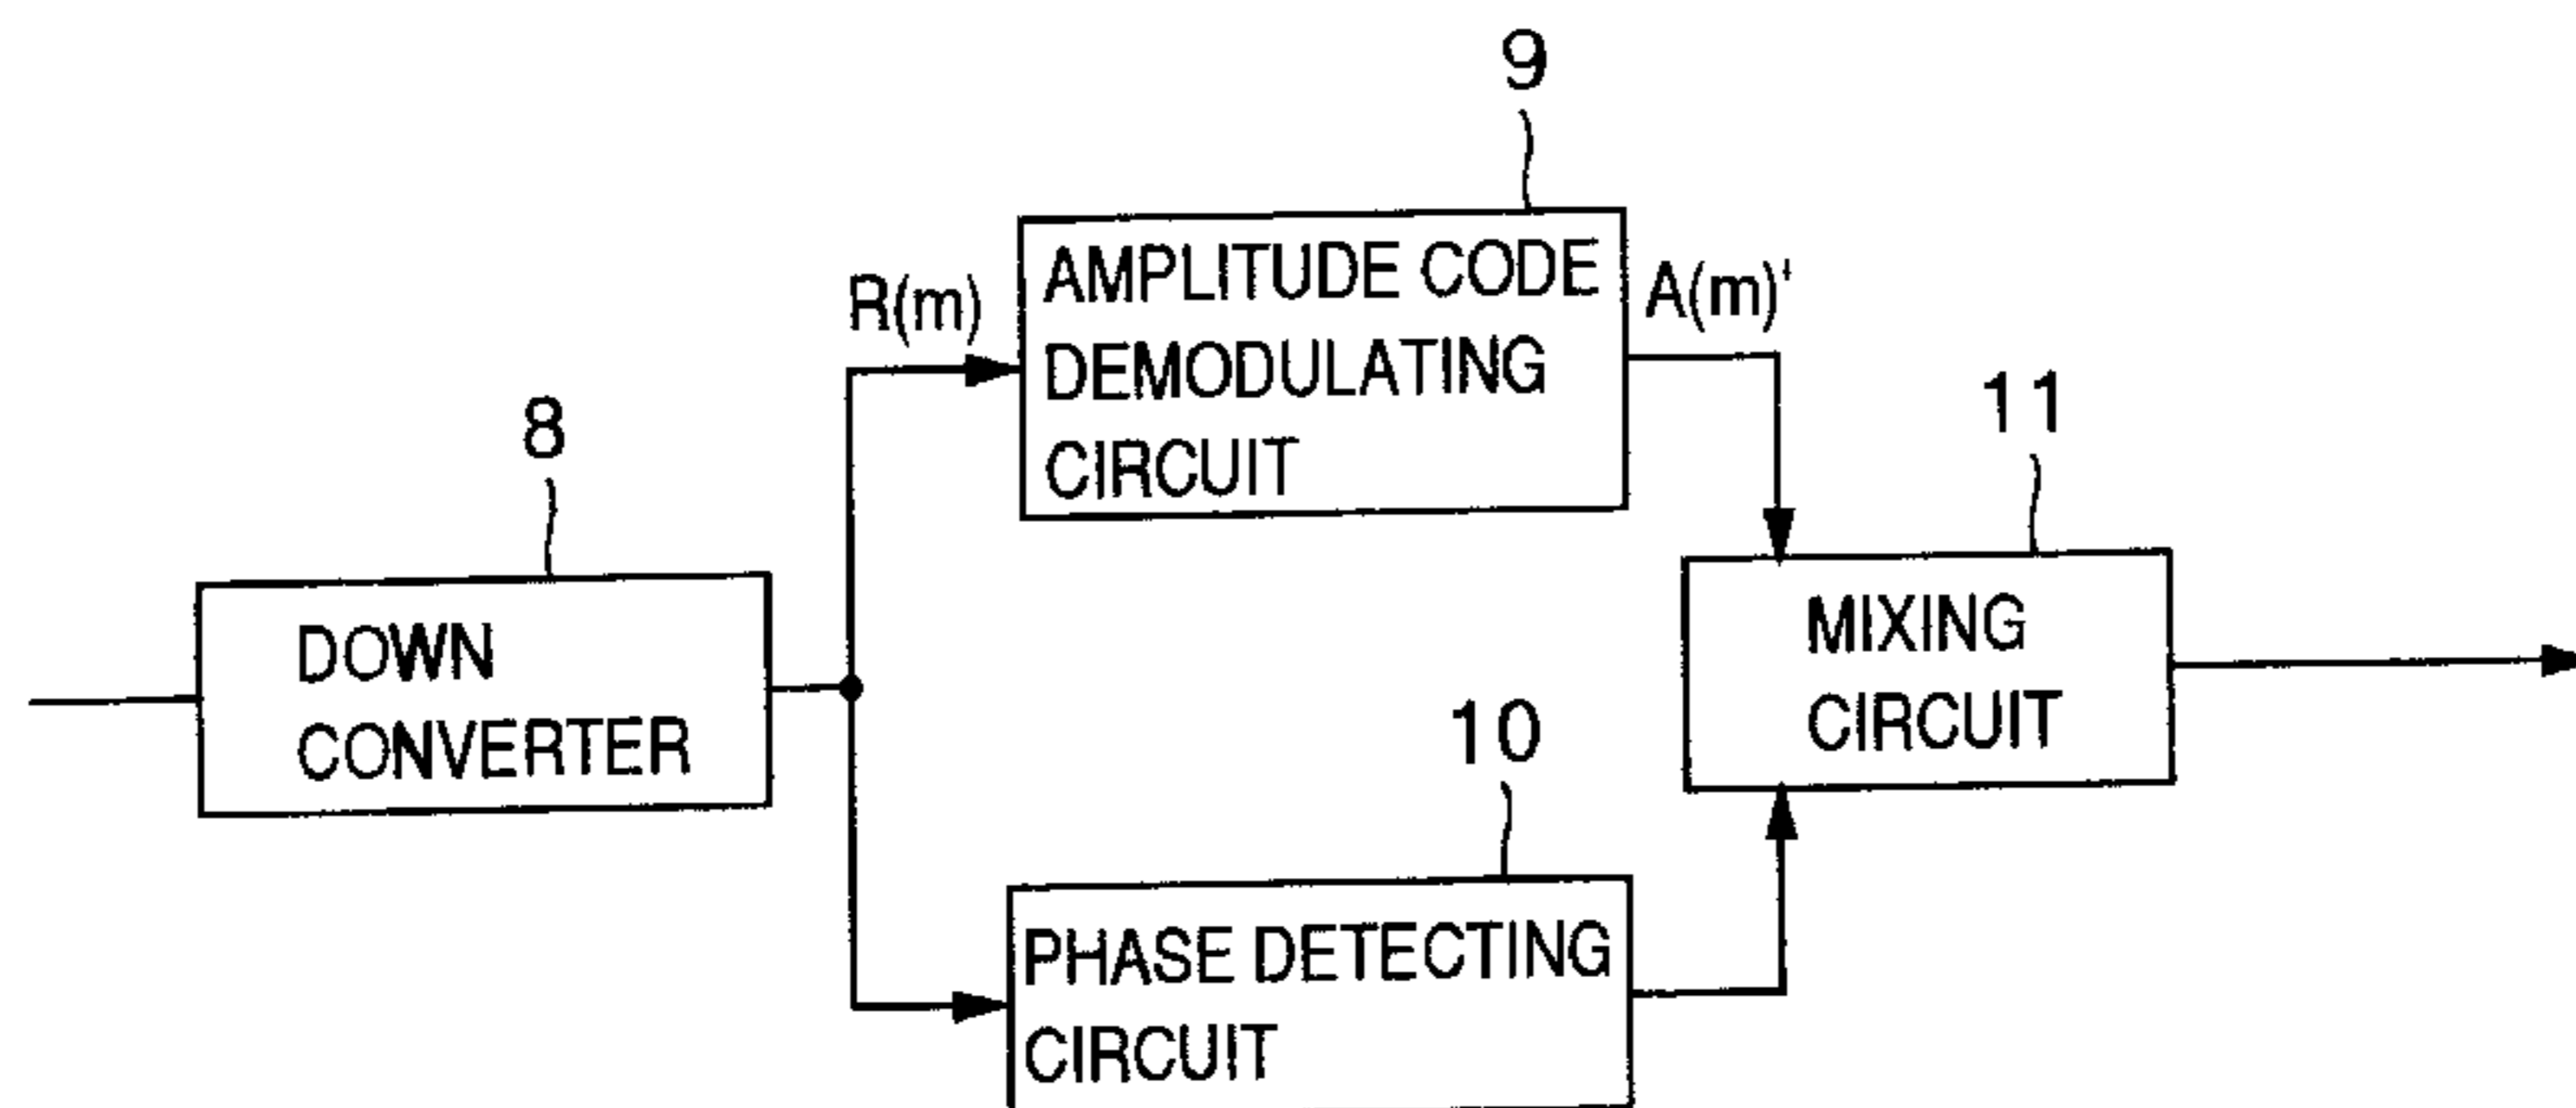 9
AMPLITUDE CODE
DEMODULATING
CIRCUIT
R(m)
A(m)'
8
DOWN
CONVERTER
11
MIXING
CIRCUIT
10
PHASE DETECTING
CIRCUIT